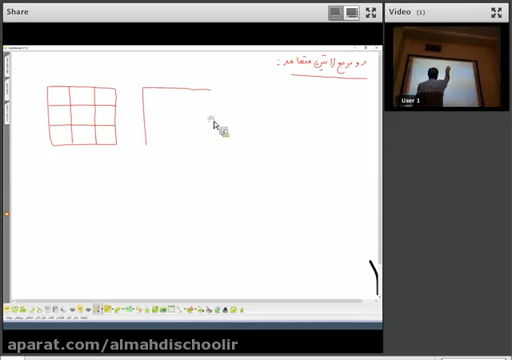 Share
Video (1)
دو مربع لاتین متعامد :
User 1
aparat.com/almahdischoolir